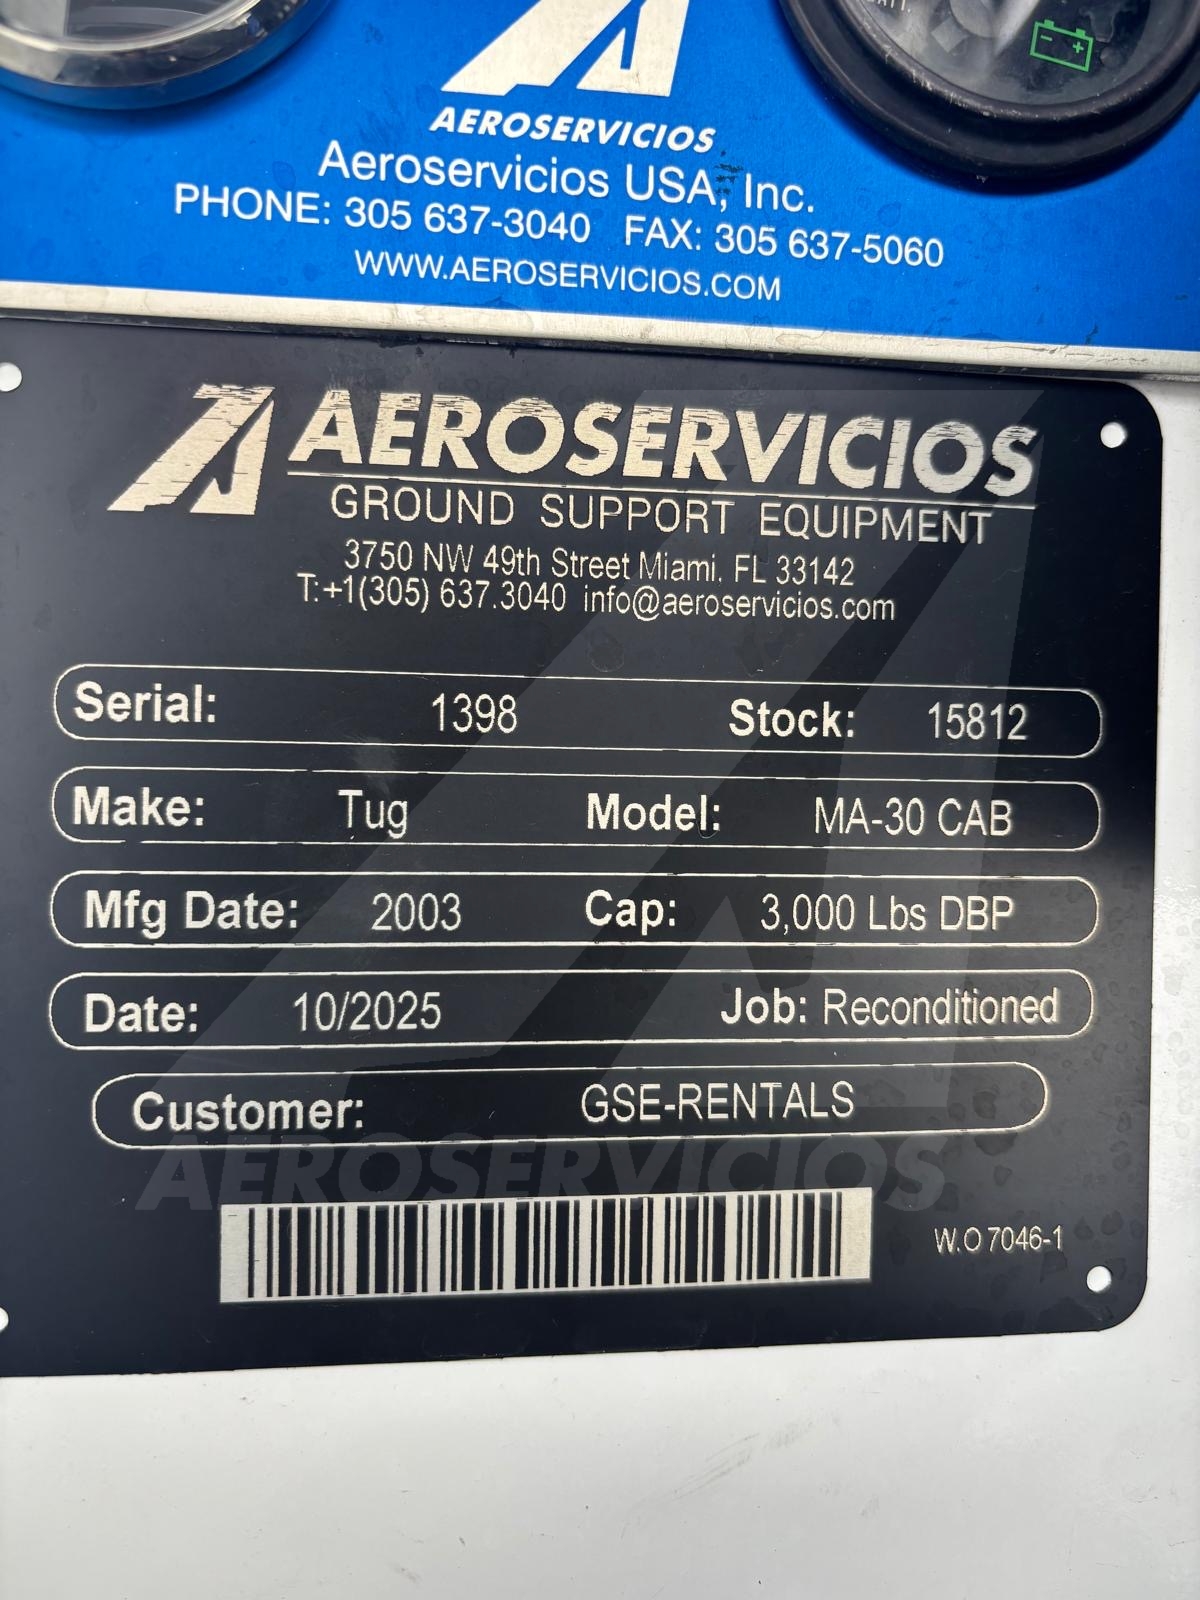 BATT.
AEROSERVICIOS
Aeroservicios USA, Inc.
PHONE: 305 637-3040 FAX: 305 637-5060
WWW.AEROSERVICIOS.COM
AEROSERVICIOS
GROUND SUPPORT EQUIPMENT
3750 NW 49th Street Miami. FL 33142
T:+1(305) 637.3040 info@aeroservicios.com
Serial: 1398 Stock: 15812
Make: Tug Model: MA-30 CAB
Mfg Date: 2003 Cap: 3,000 Lbs DBP
Date: 10/2025 Job: Reconditioned
Customer: GSE-RENTALS
AEROSERVICIOS
W.O 7046-1